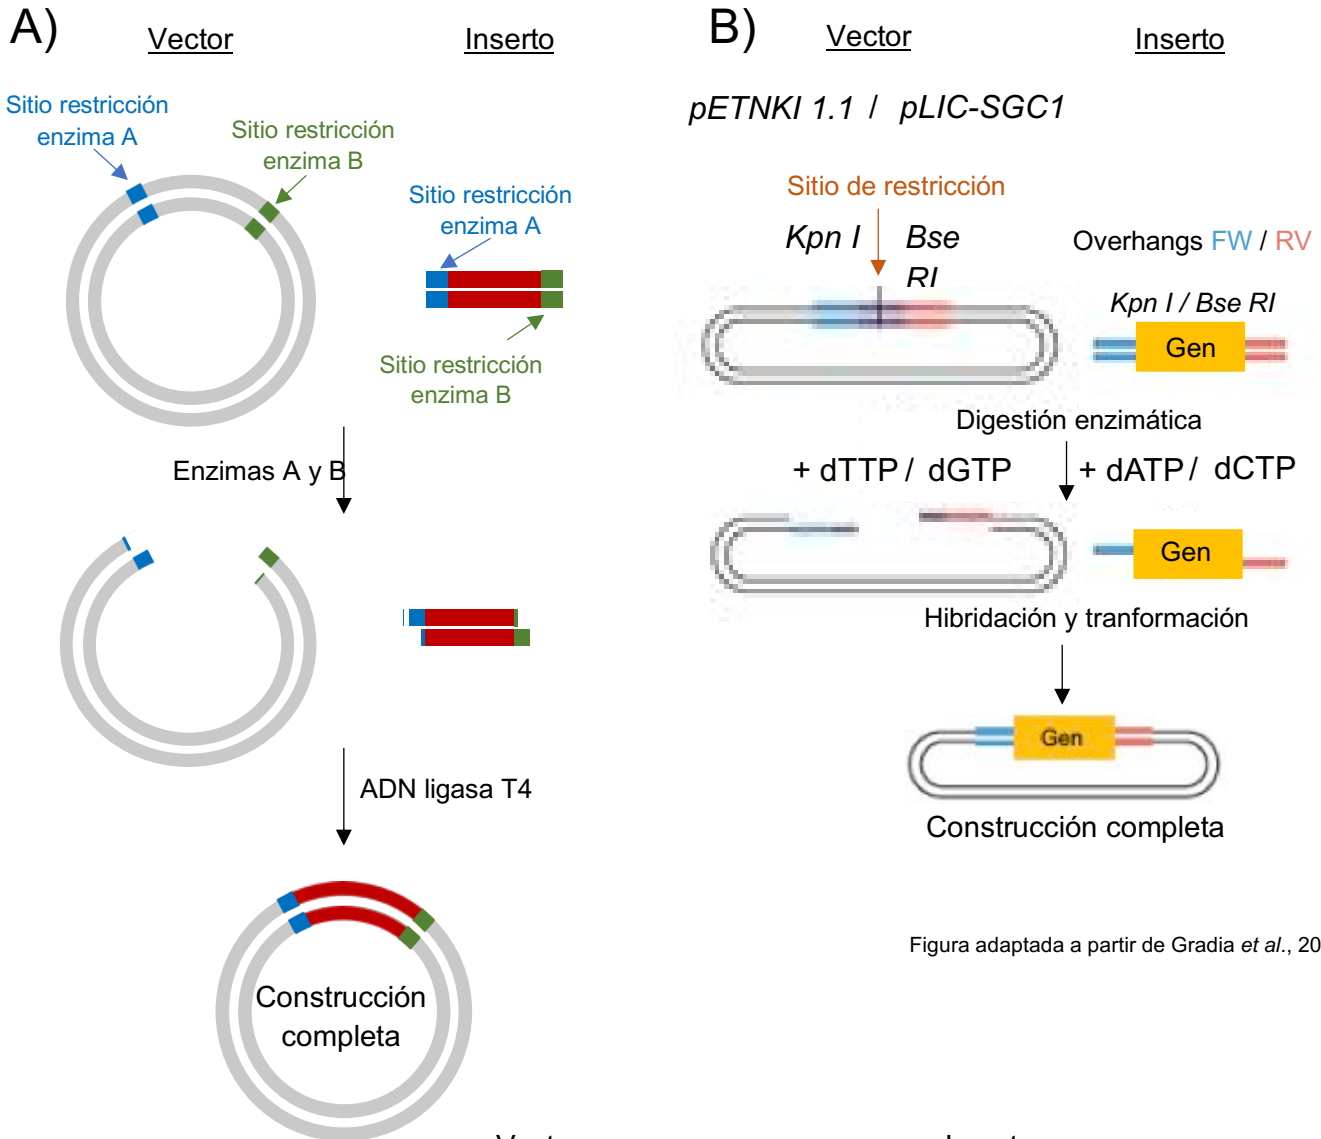 A)
Vector
Inserto
Sitio restricción
enzima A
Sitio restricción
enzima B
Sitio restricción
enzima A
Sitio restricción
enzima B
Enzimas A y B
ADN ligasa T4
Construcción
completa
B)
Vector
Inserto
pETNKI 1.1 / pLIC-SGC1
Sitio de restricción
Kpn I
Bse
RI
Overhangs FW / RV
Kpn I / Bse RI
Gen
Digestión enzimática
+ dTTP / dGTP
+ dATP / dCTP
Gen
Hibridación y tranformación
Gen
Construcción completa
Figura adaptada a partir de Gradia et al., 20